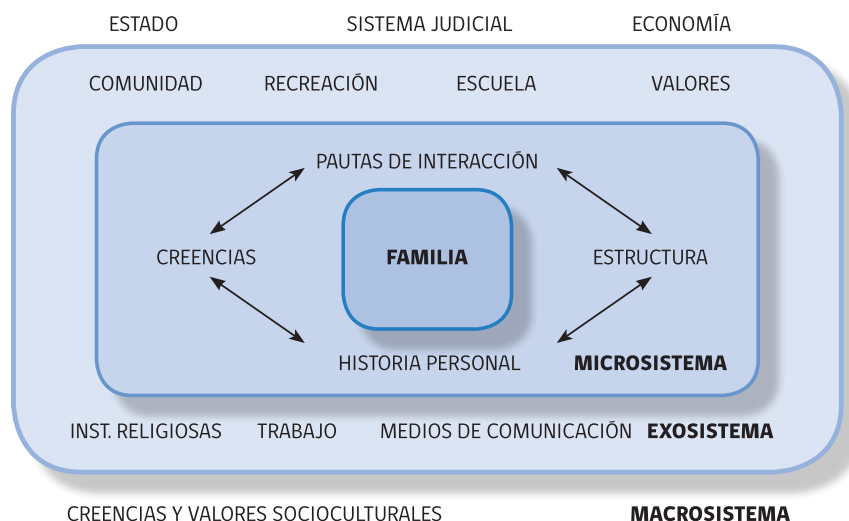 ESTADO SISTEMA JUDICIAL ECONOMÍA
COMUNIDAD RECREACIÓN ESCUELA VALORES
PAUTAS DE INTERACCIÓN
CREENCIAS FAMILIA ESTRUCTURA
HISTORIA PERSONAL MICROSISTEMA
INST. RELIGIOSAS TRABAJO MEDIOS DE COMUNICACIÓN EXOSISTEMA
CREENCIAS Y VALORES SOCIOCULTURALES MACROSISTEMA